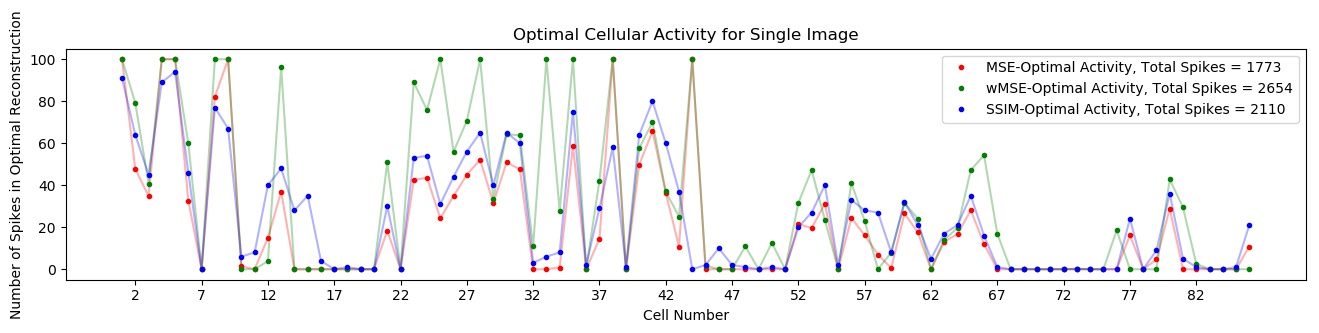 Optimal Cellular Activity for Single Image
Number of Spikes in Optimal Reconstruction
100
80
60
40
20
0
MSE-Optimal Activity, Total Spikes = 1773
wMSE-Optimal Activity, Total Spikes = 2654
SSIM-Optimal Activity, Total Spikes = 2110
2 7 12 17 22 27 32 37 42 47 52 57 62 67 72 77 82
Cell Number